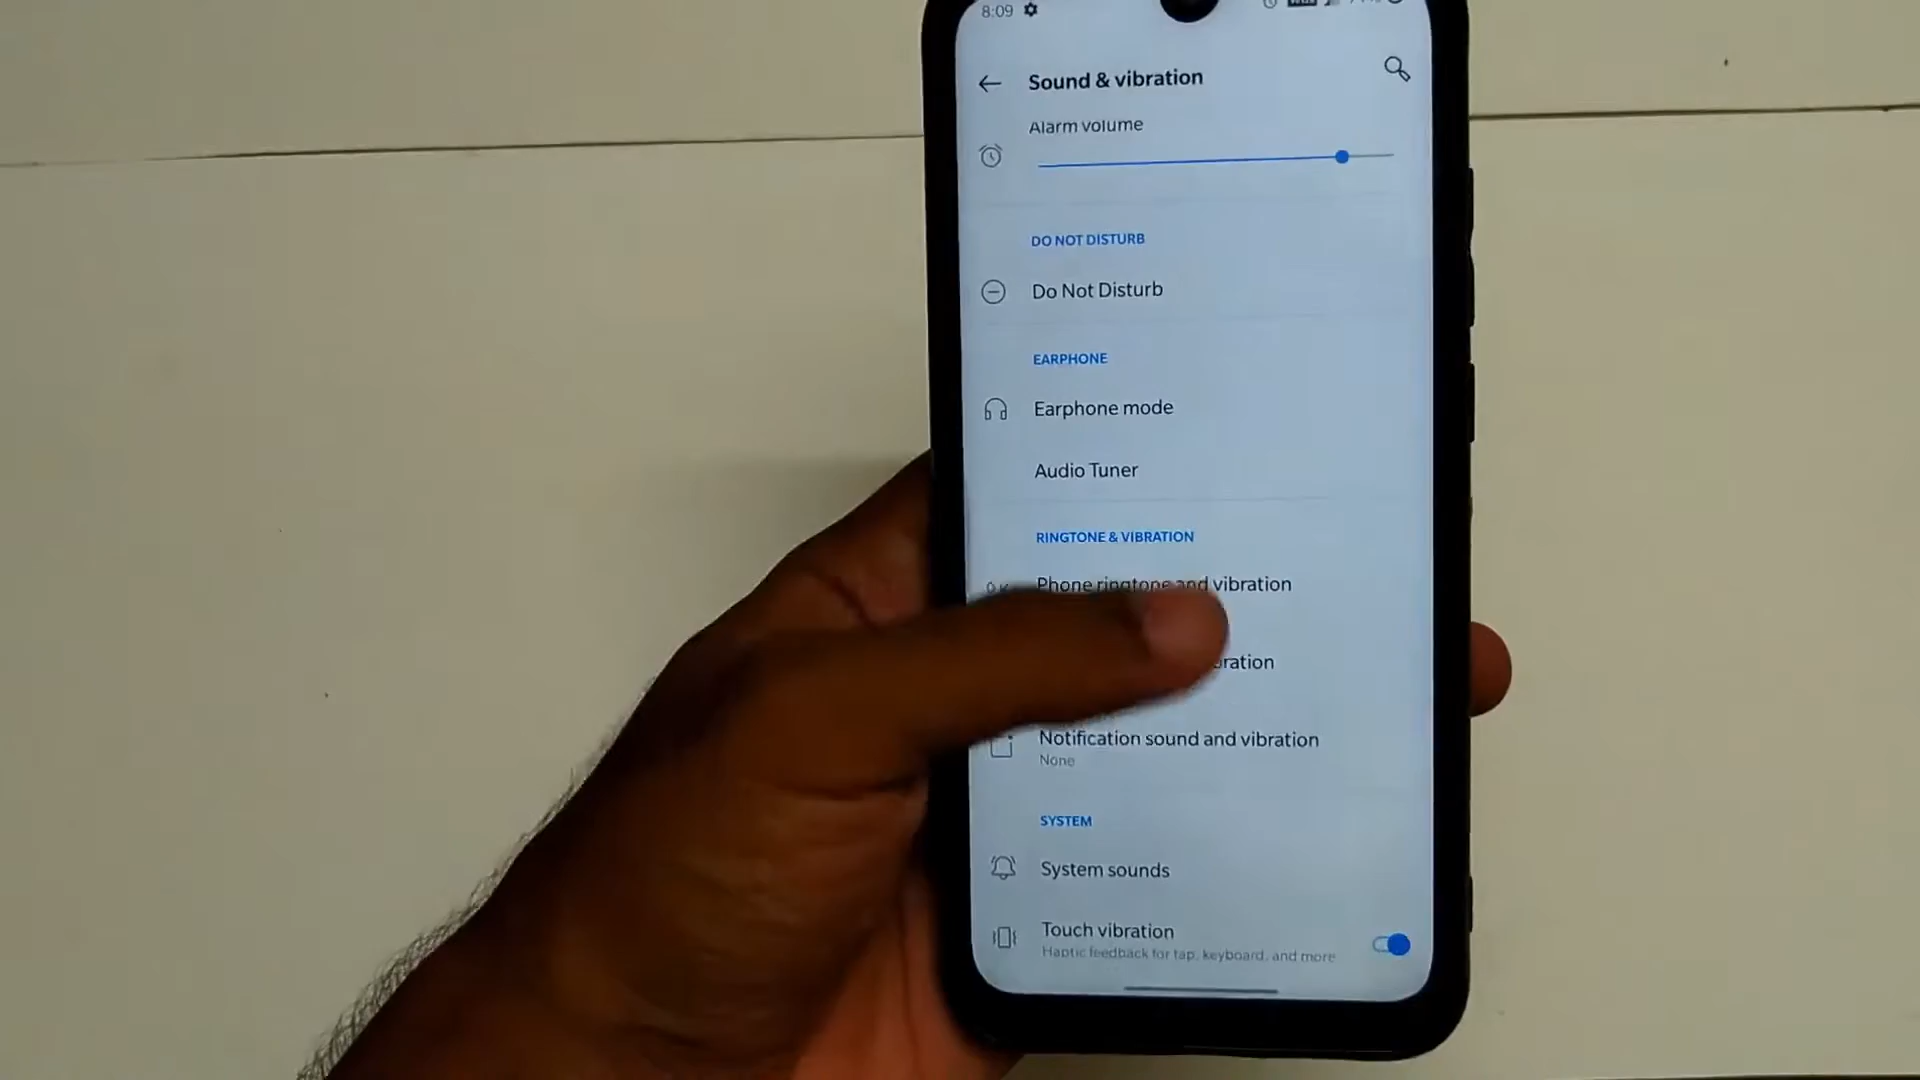 8:09
Sound & vibration
Alarm volume
DO NOT DISTURB
Do Not Disturb
EARPHONE
Earphone mode
Audio Tuner
RINGTONE & VIBRATION
Phone ringtone and vibration
Notification sound and vibration
None
SYSTEM
System sounds
Touch vibration
Haptic feedback for tap, keyboard, and more